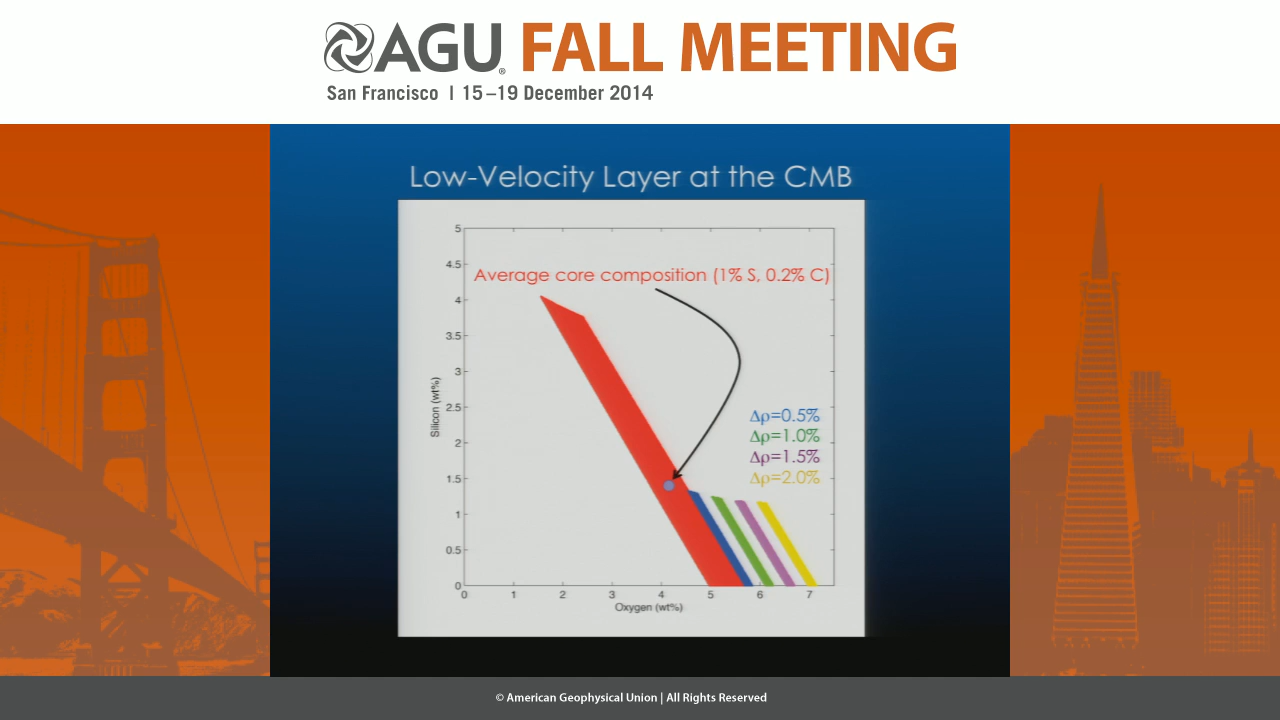 AGU® FALL MEETING
San Francisco | 15–19 December 2014
Low-Velocity Layer at the CMB
Average core composition (1% S, 0.2% C)
5
4.5
4
3.5
3
2.5
2
1.5
1
0.5
0
Silicon (wt%)
Δρ=0.5%
Δρ=1.0%
Δρ=1.5%
Δρ=2.0%
0 1 2 3 4 5 6 7
Oxygen (wt%)
© American Geophysical Union | All Rights Reserved